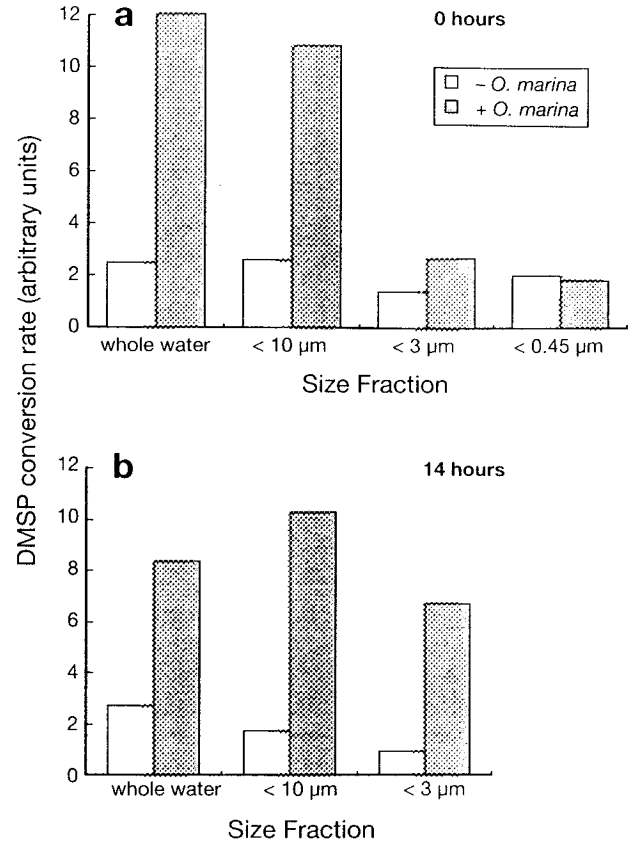 a
0 hours
– O. marina
+ O. marina
12
10
8
6
4
2
0
whole water
< 10 µm
< 3 µm
< 0.45 µm
Size Fraction
DMSP conversion rate (arbitrary units)
b
14 hours
12
10
8
6
4
2
0
whole water
< 10 µm
< 3 µm
Size Fraction